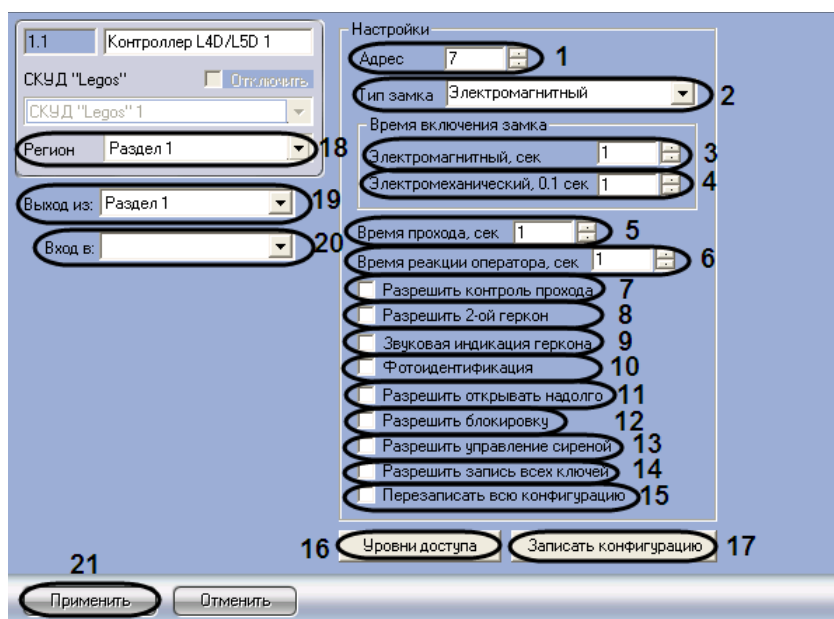 1.1 Контроллер L4D/L5D 1
СКУД "Legos" Отключить
СКУД "Legos" 1
Регион Раздел 1 18
Выход из: Раздел 1 19
Вход в: 20
Настройки
Адрес 7 1
Тип замка Электромагнитный 2
Время включения замка
Электромагнитный, сек 1 3
Электромеханический, 0.1 сек 1 4
Время прохода, сек 1 5
Время реакции оператора, сек 1 6
Разрешить контроль прохода 7
Разрешить 2-ой геркон 8
Звуковая индикация геркона 9
Фотоидентификация 10
Разрешить открывать надолго 11
Разрешить блокировку 12
Разрешить управление сиреной 13
Разрешить запись всех ключей 14
Перезаписать всю конфигурацию 15
16 Уровни доступа Записать конфигурацию 17
21
Применить Отменить